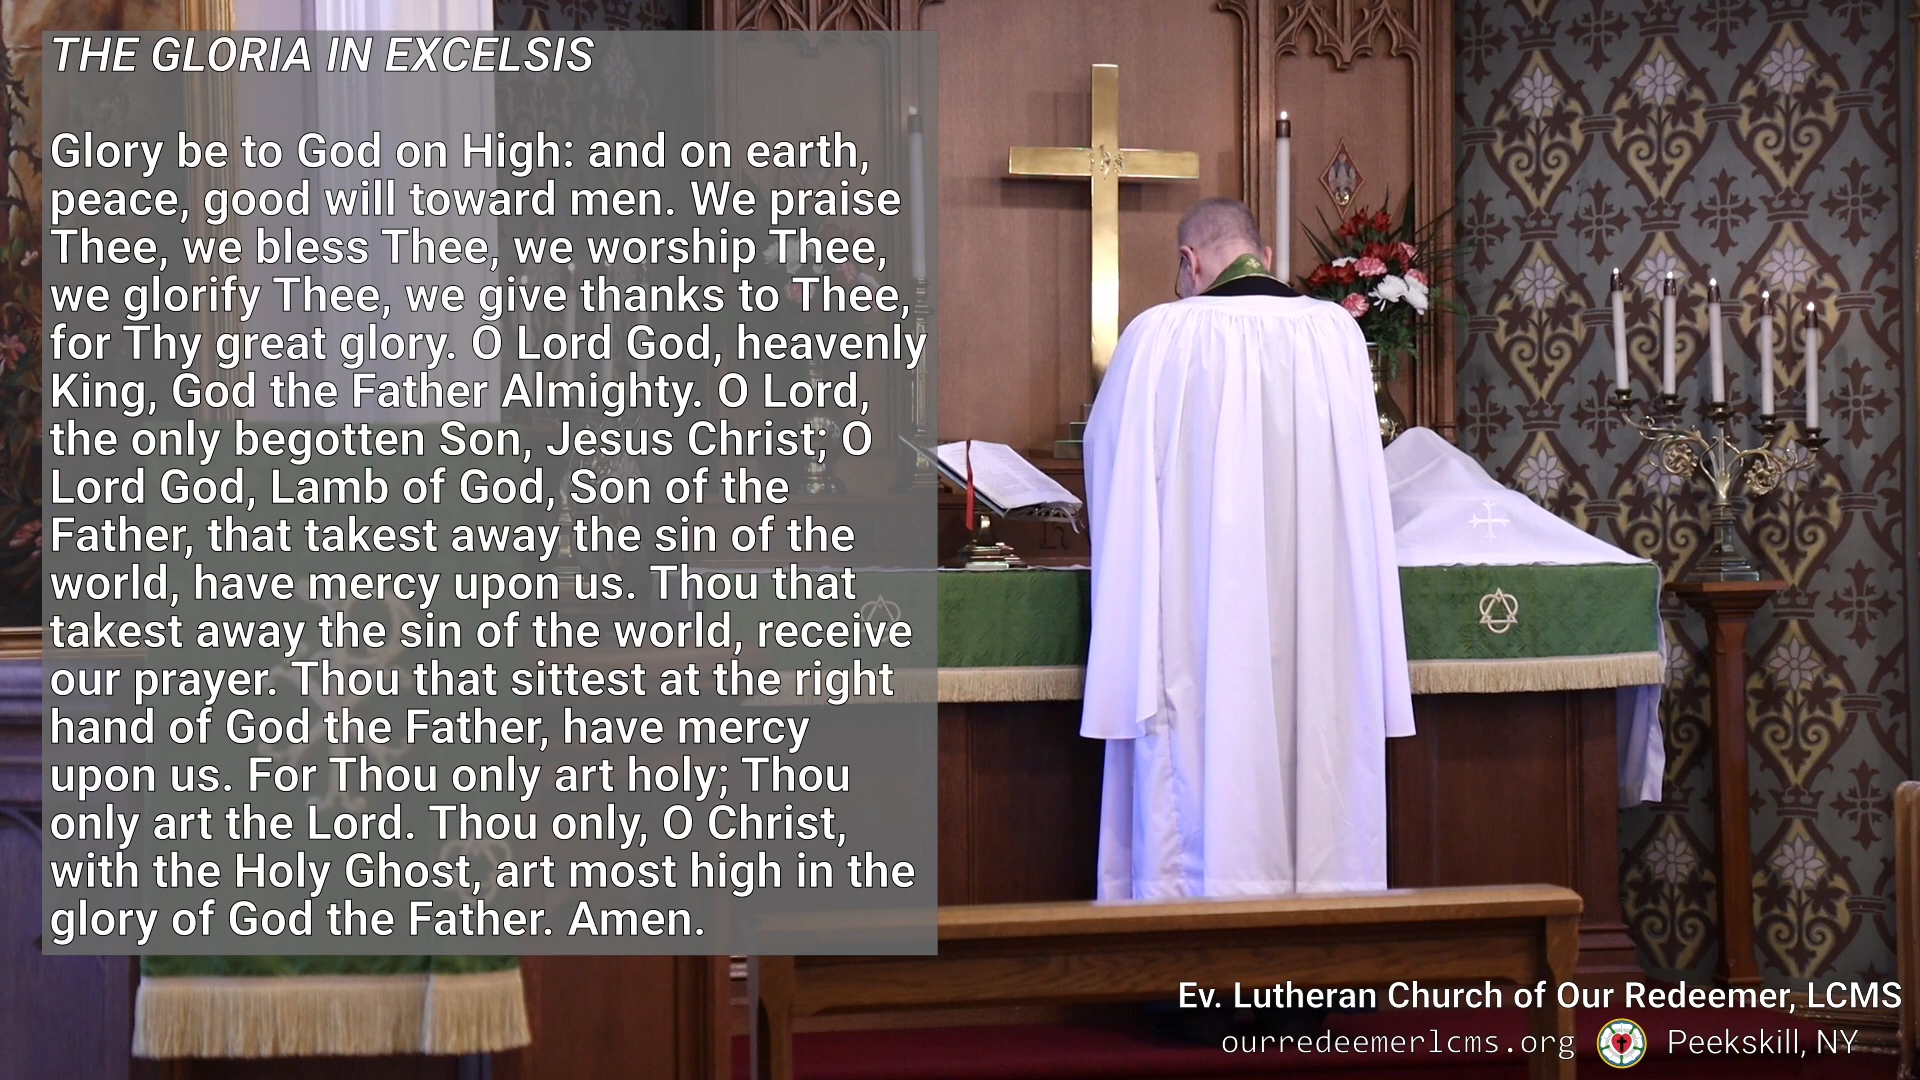 THE GLORIA IN EXCELSIS
Glory be to God on High: and on earth,
peace, good will toward men. We praise
Thee, we bless Thee, we worship Thee,
we glorify Thee, we give thanks to Thee,
for Thy great glory. O Lord God, heavenly
King, God the Father Almighty. O Lord,
the only begotten Son, Jesus Christ; O
Lord God, Lamb of God, Son of the
Father, that takest away the sin of the
world, have mercy upon us. Thou that
takest away the sin of the world, receive
our prayer. Thou that sittest at the right
hand of God the Father, have mercy
upon us. For Thou only art holy; Thou
only art the Lord. Thou only, O Christ,
with the Holy Ghost, art most high in the
glory of God the Father. Amen.
Ev. Lutheran Church of Our Redeemer, LCMS
ourredeemerlcms.org Peekskill, NY